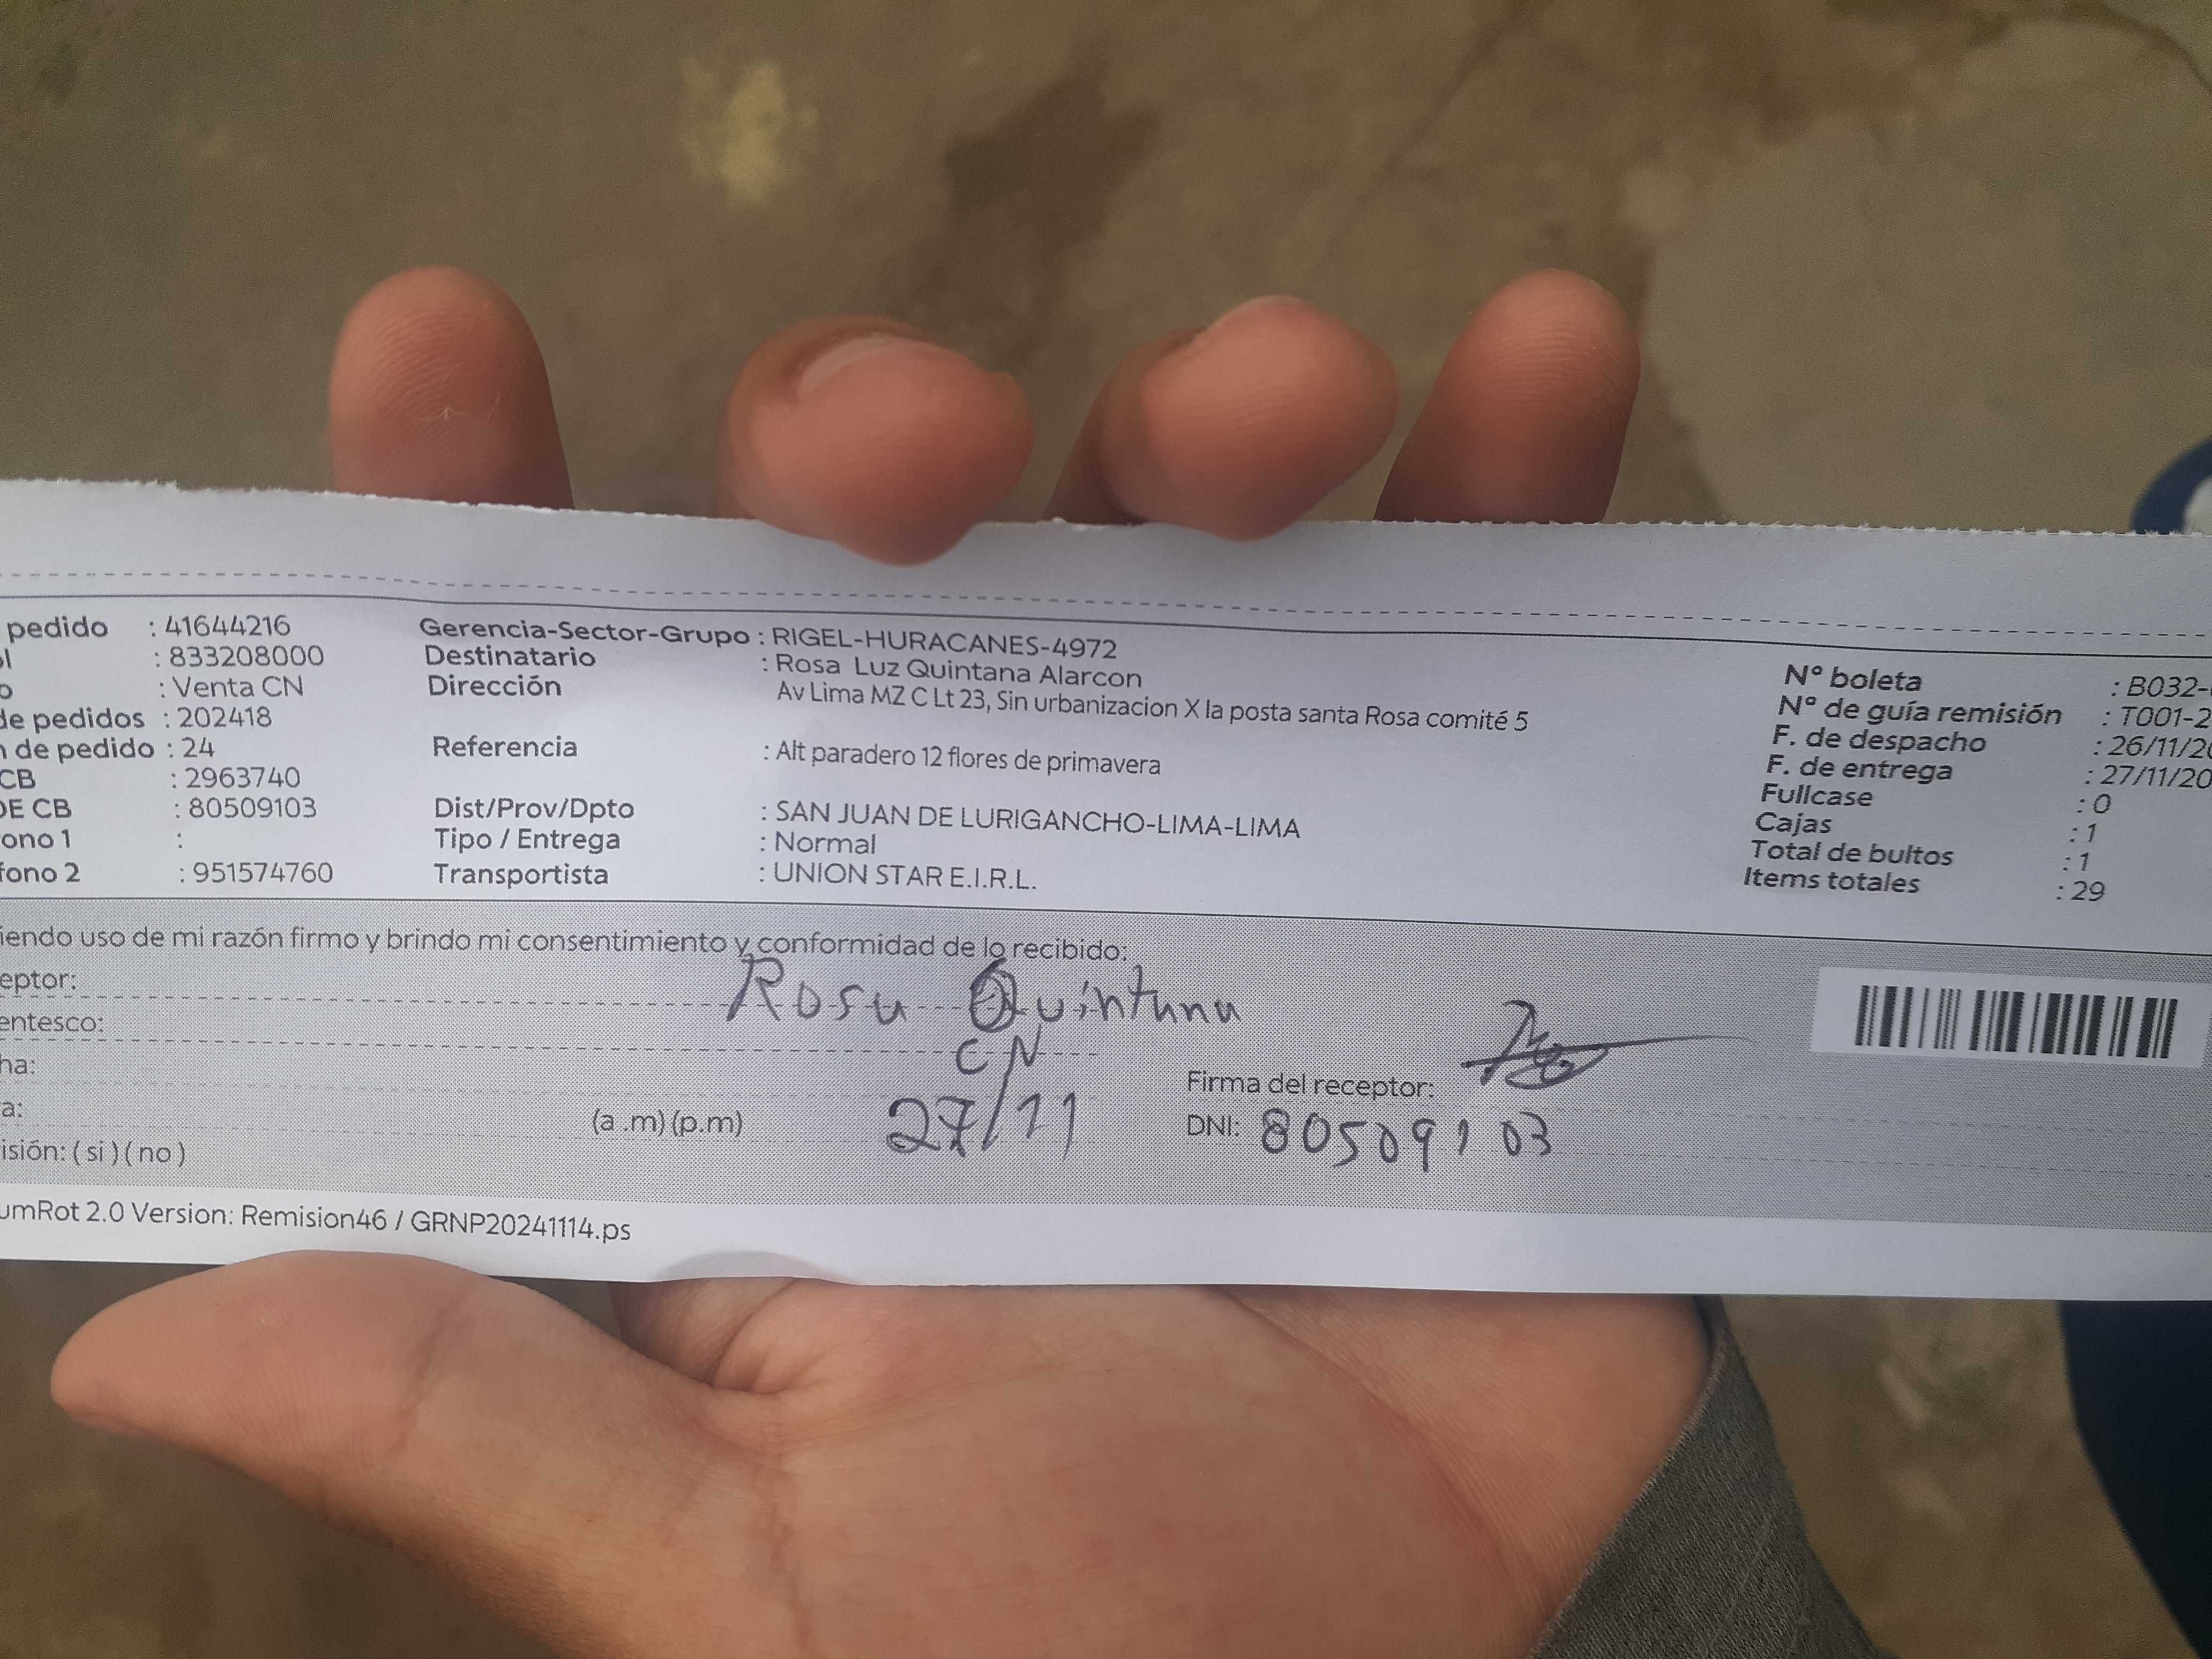 pedido : 41644216
: 833208000
: Venta CN
de pedidos : 202418
de pedido : 24
CB : 2963740
DE CB : 80509103
ono 1 :
fono 2 : 951574760
Gerencia-Sector-Grupo : RIGEL-HURACANES-4972
Destinatario : Rosa Luz Quintana Alarcon
Dirección Av Lima MZ C Lt 23, Sin urbanizacion X la posta santa Rosa comité 5
Referencia : Alt paradero 12 flores de primavera
Dist/Prov/Dpto : SAN JUAN DE LURIGANCHO-LIMA-LIMA
Tipo / Entrega : Normal
Transportista : UNION STAR E.I.R.L.
N° boleta : B032-
N° de guía remisión : T001-2
F. de despacho : 26/11/20
F. de entrega : 27/11/20
Fullcase : 0
Cajas : 1
Total de bultos : 1
Items totales : 29
iendo uso de mi razón firmo y brindo mi consentimiento y conformidad de lo recibido:
eptor: Rosa Quintana
entesco: CN
ha: 27/11
a: (a .m) (p.m)
isión: ( si ) ( no )
Firma del receptor:
DNI: 80509103
umRot 2.0 Version: Remision46 / GRNP20241114.ps